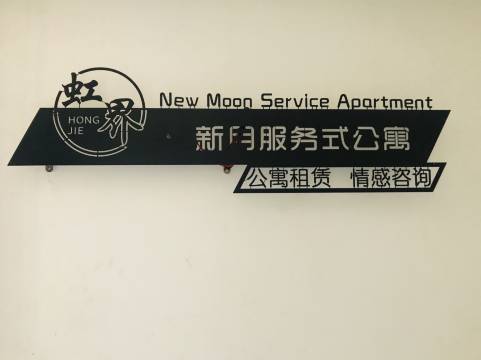 虹界
HONG
JIE
New Moon Service Apartment
新月服务式公寓
公寓租赁 情感咨询